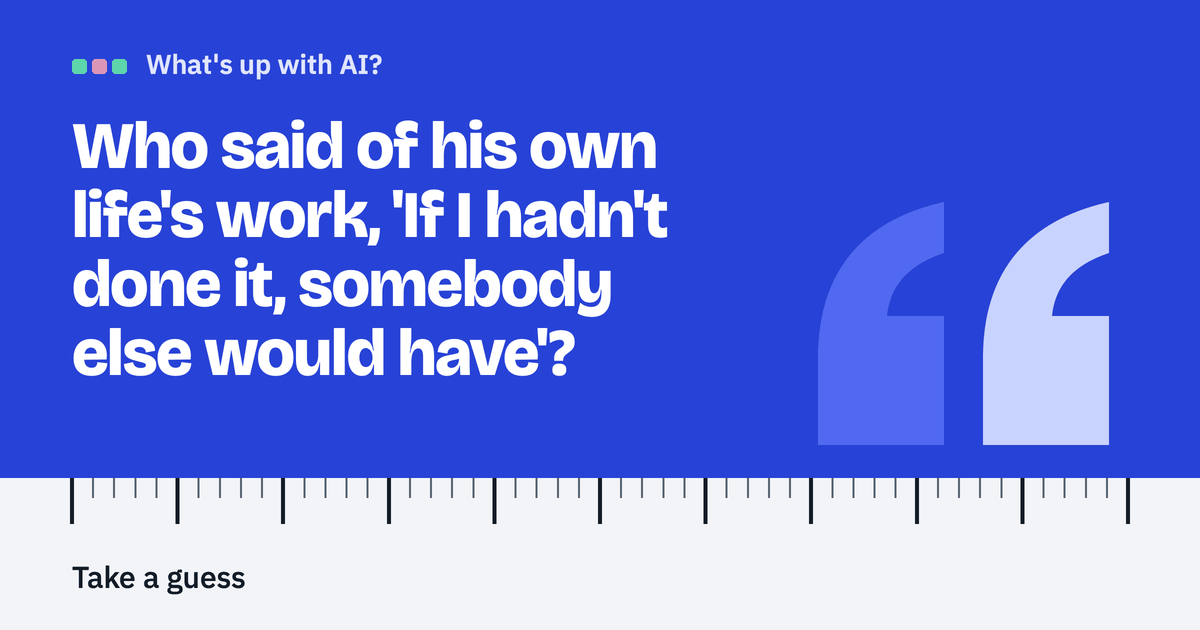 What's up with AI?
Who said of his own
life's work, 'If I hadn't
done it, somebody
else would have'?
Take a guess